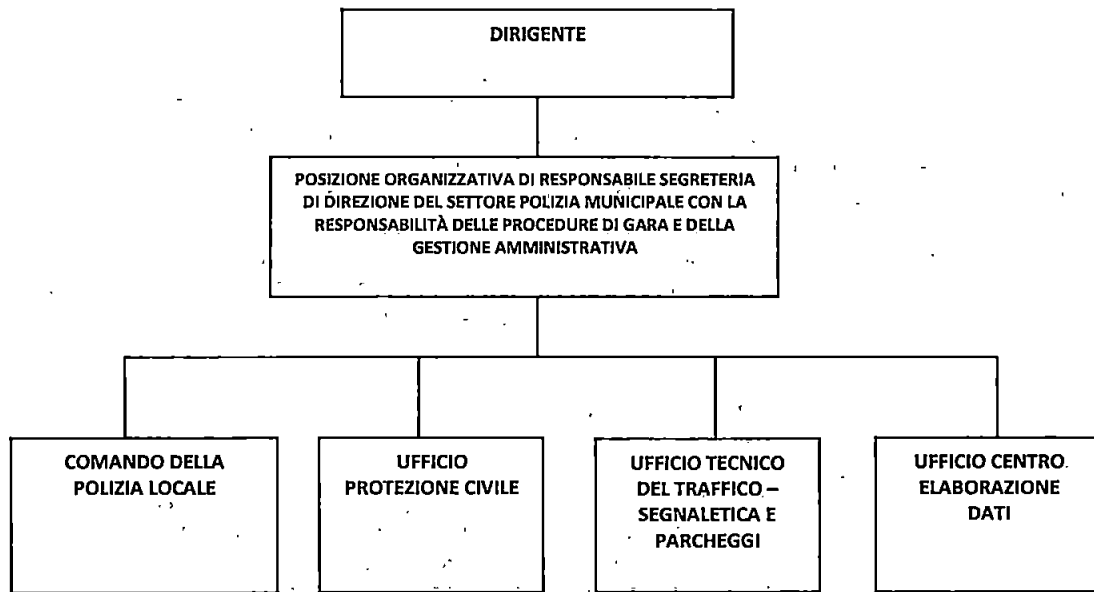 DIRIGENTE
POSIZIONE ORGANIZZATIVA DI RESPONSABILE SEGRETERIA
DI DIREZIONE DEL SETTORE POLIZIA MUNICIPALE CON LA
RESPONSABILITÀ DELLE PROCEDURE DI GARA E DELLA
GESTIONE AMMINISTRATIVA
COMANDO DELLA
POLIZIA LOCALE
UFFICIO
PROTEZIONE CIVILE
UFFICIO TECNICO
DEL TRAFFICO –
SEGNALETICA E
PARCHEGGI
UFFICIO CENTRO
ELABORAZIONE
DATI